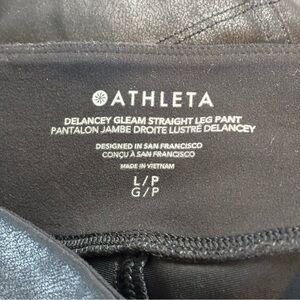 ATHLETA
DELANCEY GLEAM STRAIGHT LEG PANT
PANTALON JAMBE DROITE LUSTRÉ DELANCEY
DESIGNED IN SAN FRANCISCO
CONÇU À SAN FRANCISCO
MADE IN VIETNAM
L/P
G/P